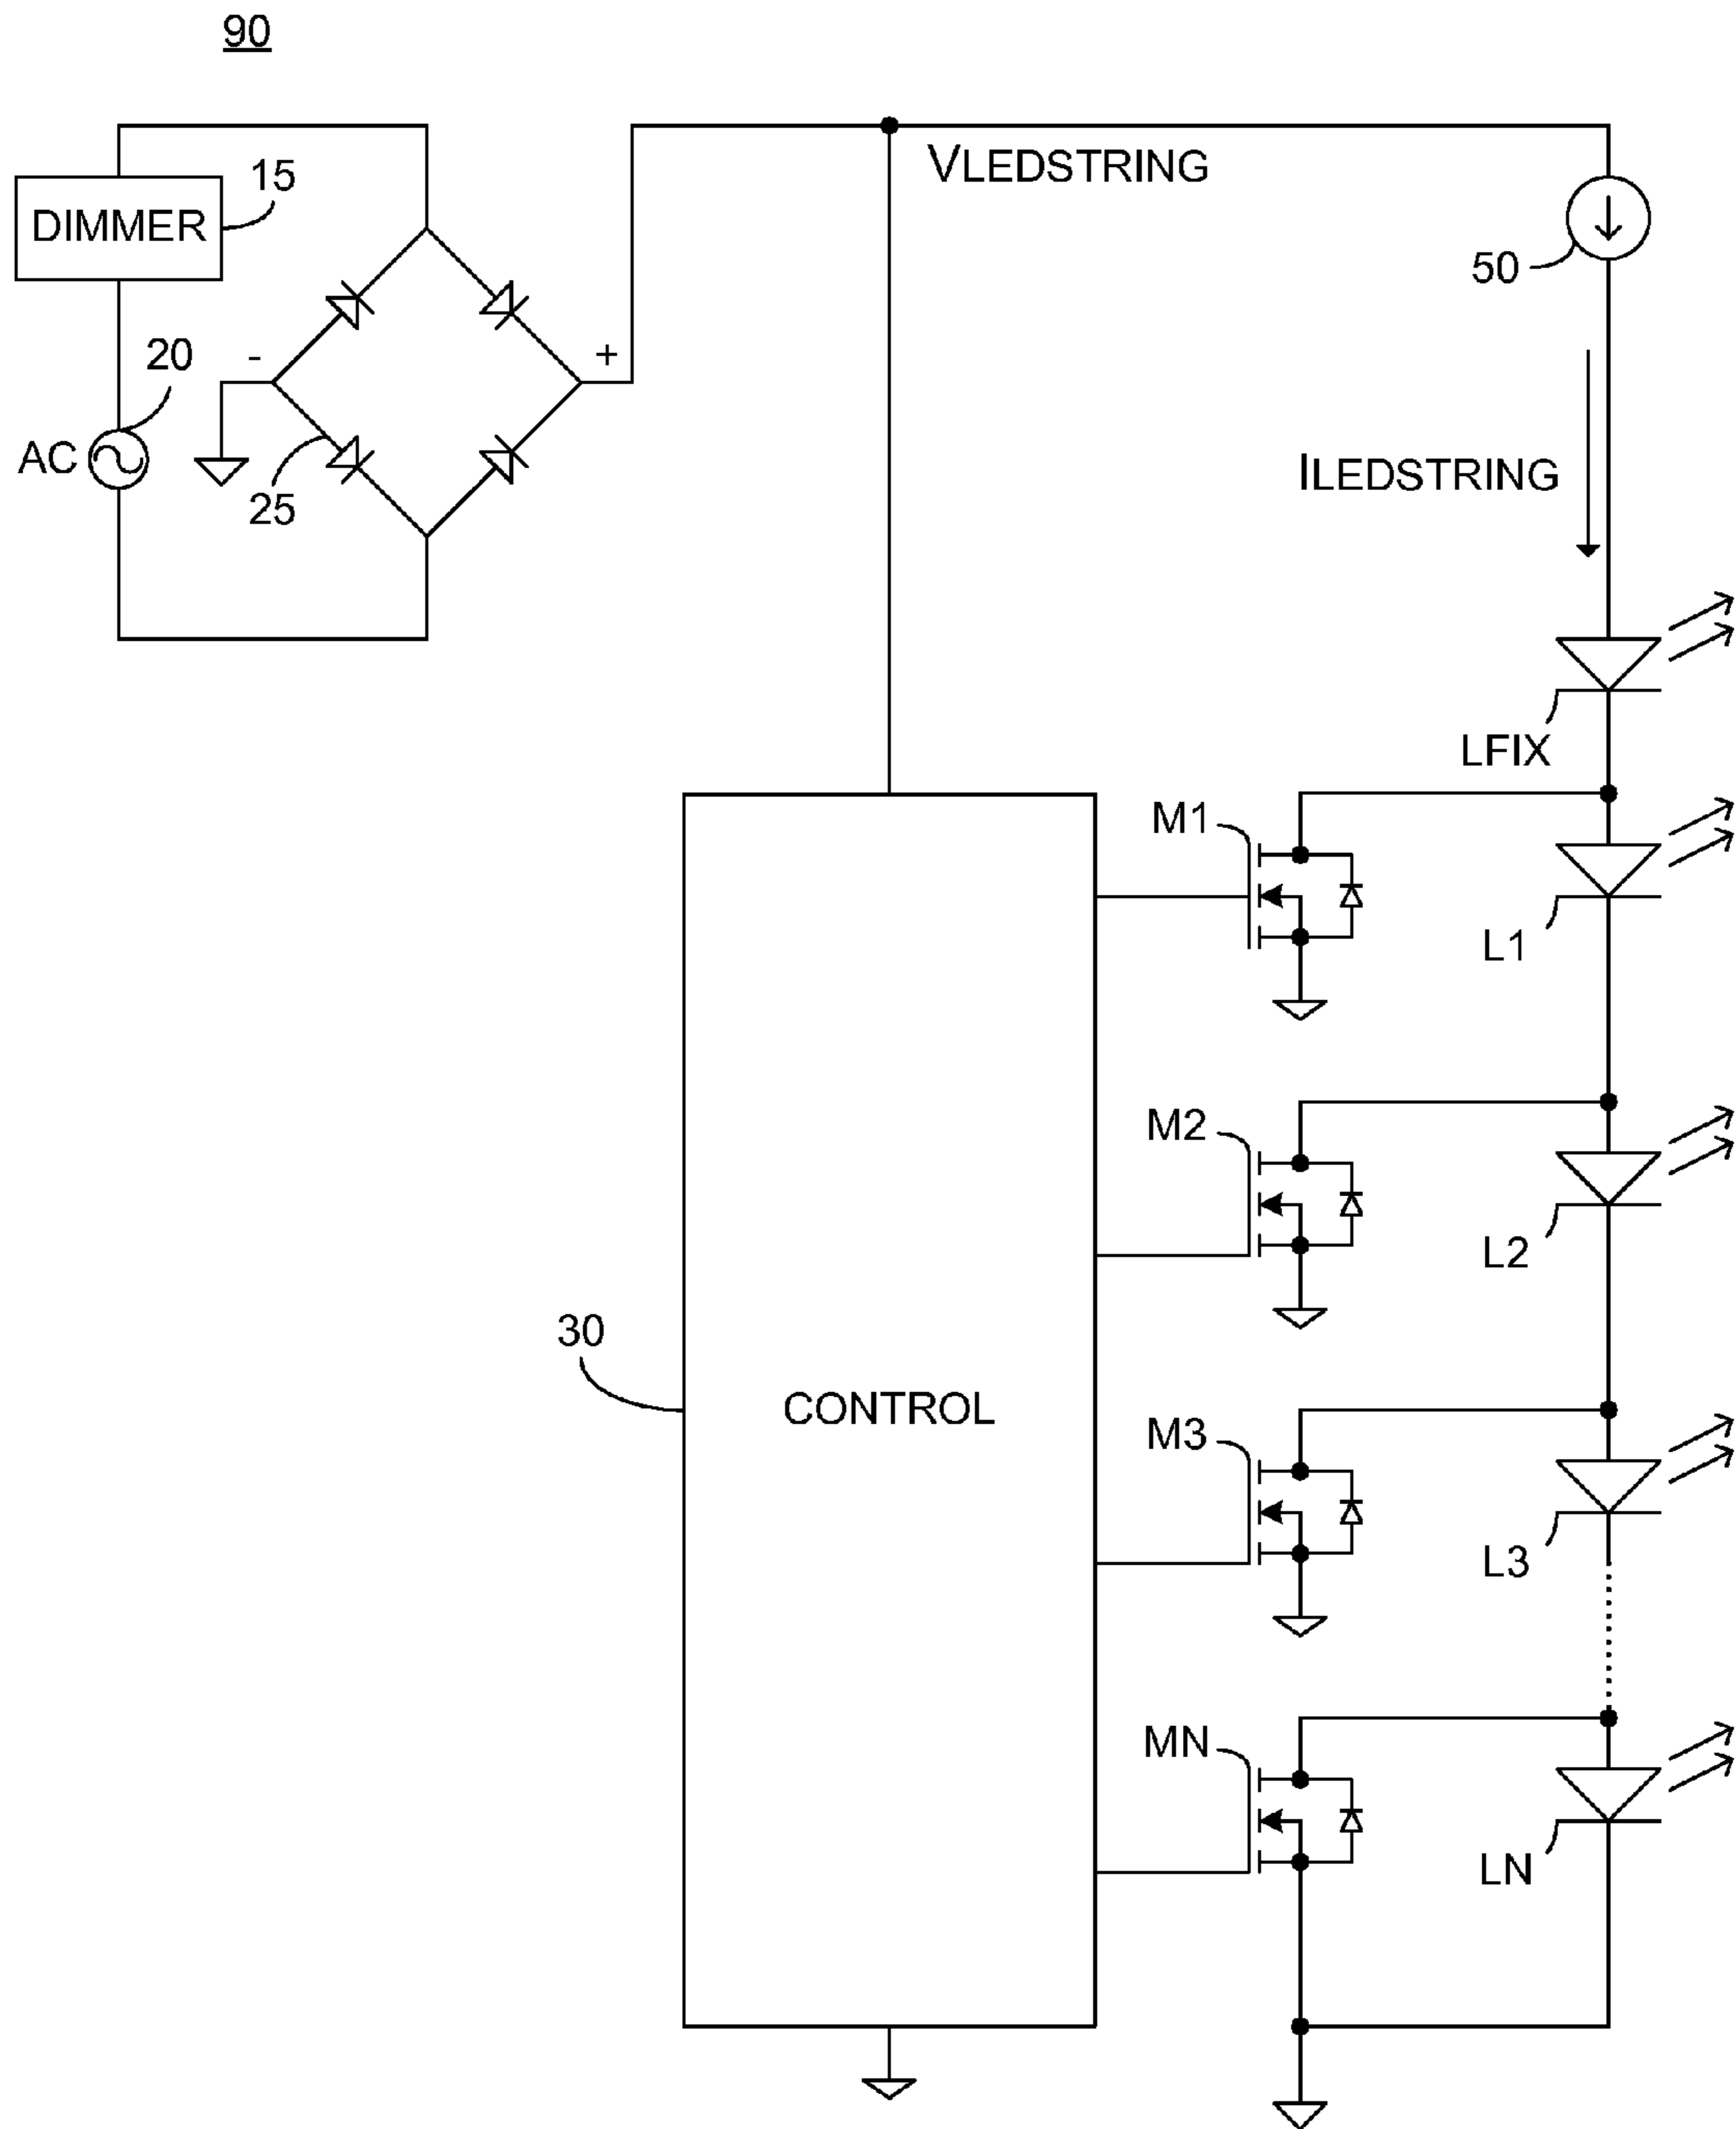 90
15
DIMMER
VLEDSTRING
50
20
-
+
AC
ILEDSTRING
25
LFIX
M1
L1
M2
L2
30
CONTROL
M3
L3
MN
LN